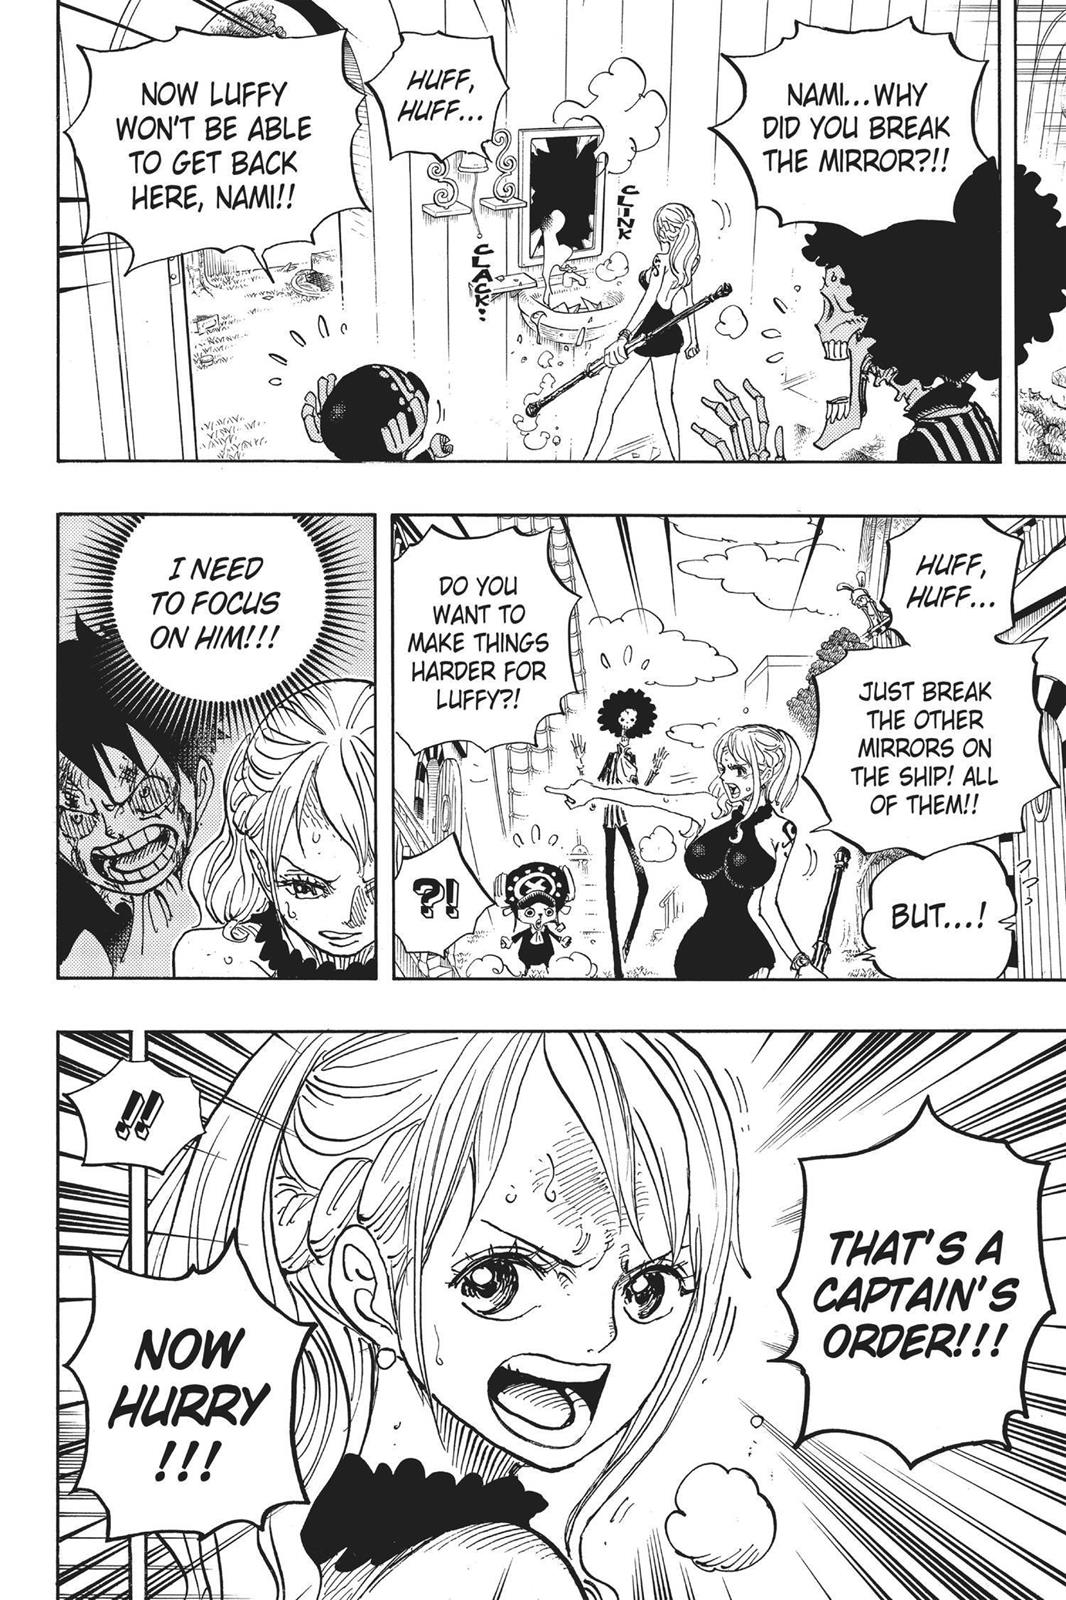 NAMI...WHY
DID YOU BREAK
THE MIRROR?!!
HUFF,
HUFF...
NOW LUFFY
WON'T BE ABLE
TO GET BACK
HERE, NAMI!!
CLINK
CLACK!
HUFF,
HUFF...
JUST BREAK
THE OTHER
MIRRORS ON
THE SHIP! ALL
OF THEM!!
BUT...!
DO YOU
WANT TO
MAKE THINGS
HARDER FOR
LUFFY?!
?!
I NEED
TO FOCUS
ON HIM!!!
THAT'S A
CAPTAIN'S
ORDER!!!
!!
NOW
HURRY
!!!